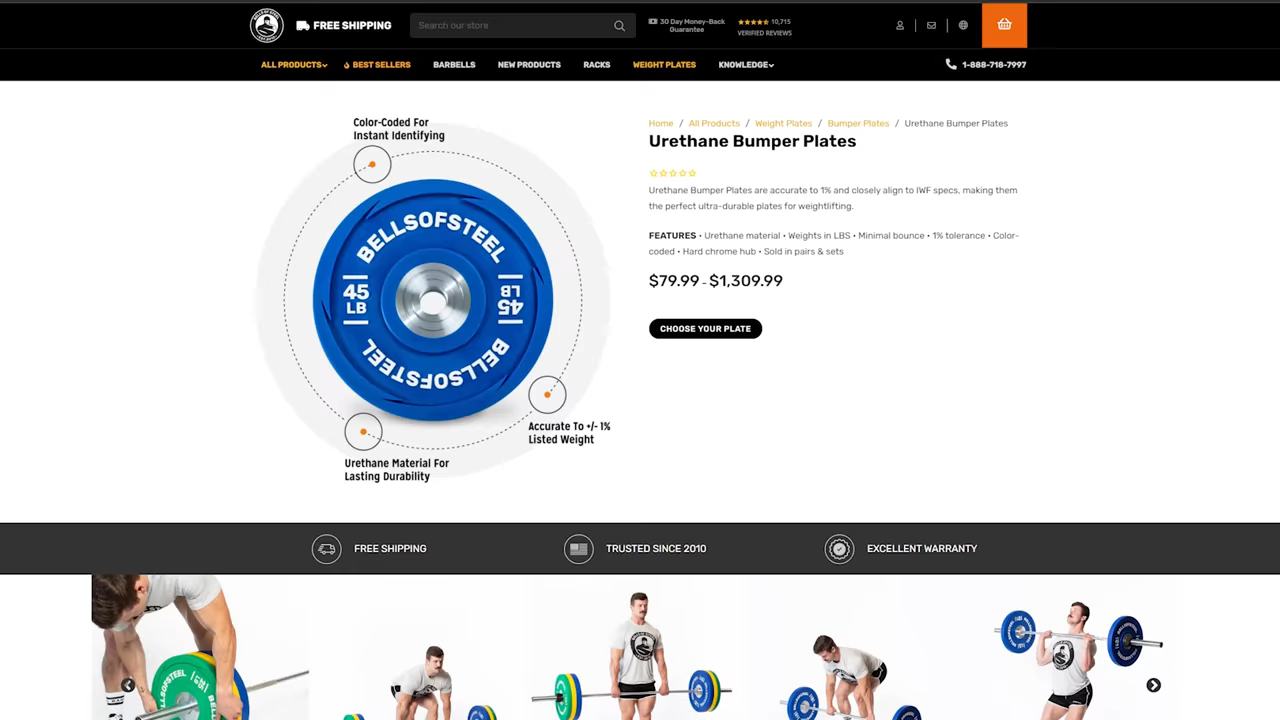 FREE SHIPPING
Search our store
30 Day Money-Back
Guarantee
10,715
VERIFIED REVIEWS
ALL PRODUCTS
BEST SELLERS
BARBELLS
NEW PRODUCTS
RACKS
WEIGHT PLATES
KNOWLEDGE
1-888-718-7997
Color-Coded For
Instant Identifying
BELLSOFSTEEL
45
LB
45
LB
BELLSOFSTEEL
Accurate To +/- 1%
Listed Weight
Urethane Material For
Lasting Durability
Home / All Products / Weight Plates / Bumper Plates / Urethane Bumper Plates
Urethane Bumper Plates
Urethane Bumper Plates are accurate to 1% and closely align to IWF specs, making them
the perfect ultra-durable plates for weightlifting.
FEATURES • Urethane material • Weights in LBS • Minimal bounce • 1% tolerance • Color-
coded • Hard chrome hub • Sold in pairs & sets
$79.99 - $1,309.99
CHOOSE YOUR PLATE
FREE SHIPPING
TRUSTED SINCE 2010
EXCELLENT WARRANTY